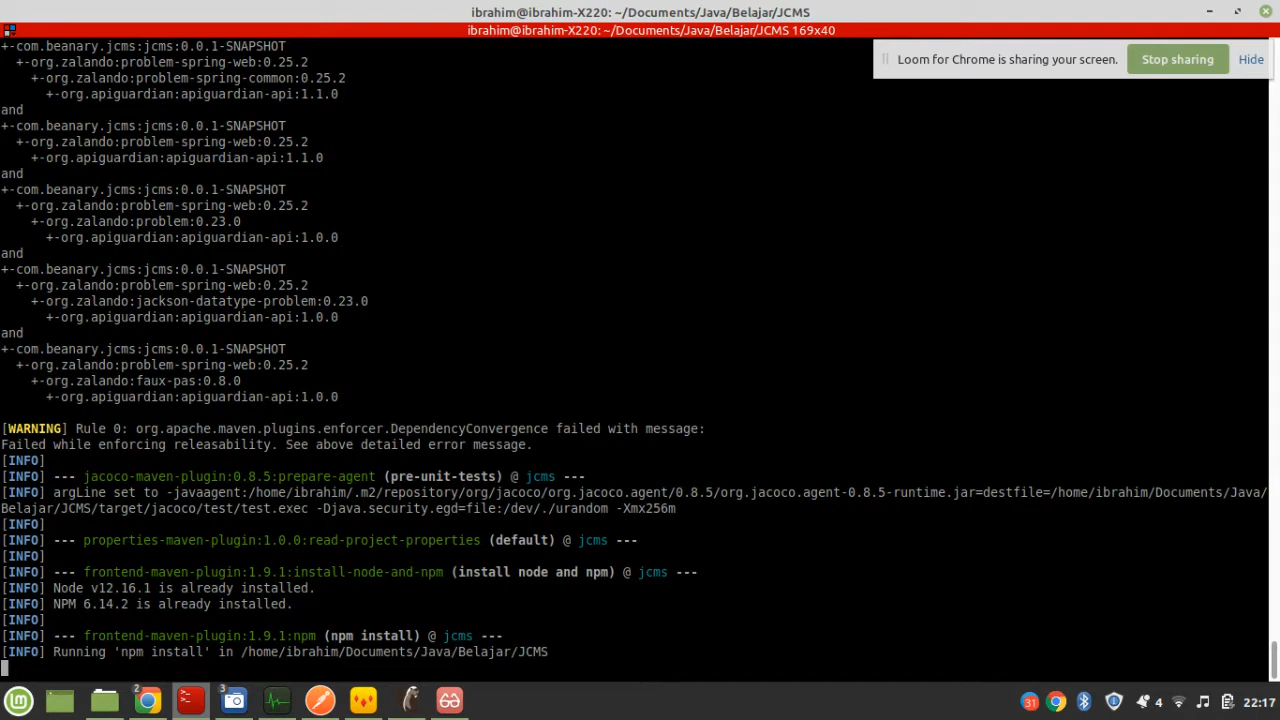 ibrahim@ibrahim-X220: ~/Documents/Java/Belajar/JCMS
ibrahim@ibrahim-X220: ~/Documents/Java/Belajar/JCMS 169x40
Loom for Chrome is sharing your screen. Stop sharing Hide
+-com.beanary.jcms:jcms:0.0.1-SNAPSHOT
  +-org.zalando:problem-spring-web:0.25.2
    +-org.zalando:problem-spring-common:0.25.2
      +-org.apiguardian:apiguardian-api:1.1.0
and
+-com.beanary.jcms:jcms:0.0.1-SNAPSHOT
  +-org.zalando:problem-spring-web:0.25.2
    +-org.apiguardian:apiguardian-api:1.1.0
and
+-com.beanary.jcms:jcms:0.0.1-SNAPSHOT
  +-org.zalando:problem-spring-web:0.25.2
    +-org.zalando:problem:0.23.0
      +-org.apiguardian:apiguardian-api:1.0.0
and
+-com.beanary.jcms:jcms:0.0.1-SNAPSHOT
  +-org.zalando:problem-spring-web:0.25.2
    +-org.zalando:jackson-datatype-problem:0.23.0
      +-org.apiguardian:apiguardian-api:1.0.0
and
+-com.beanary.jcms:jcms:0.0.1-SNAPSHOT
  +-org.zalando:problem-spring-web:0.25.2
    +-org.zalando:faux-pas:0.8.0
      +-org.apiguardian:apiguardian-api:1.0.0
[WARNING] Rule 0: org.apache.maven.plugins.enforcer.DependencyConvergence failed with message:
Failed while enforcing releasability. See above detailed error message.
[INFO]
[INFO] --- jacoco-maven-plugin:0.8.5:prepare-agent (pre-unit-tests) @ jcms ---
[INFO] argLine set to -javaagent:/home/ibrahim/.m2/repository/org/jacoco/org.jacoco.agent/0.8.5/org.jacoco.agent-0.8.5-runtime.jar=destfile=/home/ibrahim/Documents/Java/
Belajar/JCMS/target/jacoco/test/test.exec -Djava.security.egd=file:/dev/./urandom -Xmx256m
[INFO]
[INFO] --- properties-maven-plugin:1.0.0:read-project-properties (default) @ jcms ---
[INFO]
[INFO] --- frontend-maven-plugin:1.9.1:install-node-and-npm (install node and npm) @ jcms ---
[INFO] Node v12.16.1 is already installed.
[INFO] NPM 6.14.2 is already installed.
[INFO]
[INFO] --- frontend-maven-plugin:1.9.1:npm (npm install) @ jcms ---
[INFO] Running 'npm install' in /home/ibrahim/Documents/Java/Belajar/JCMS
2
3
31
4
22:17